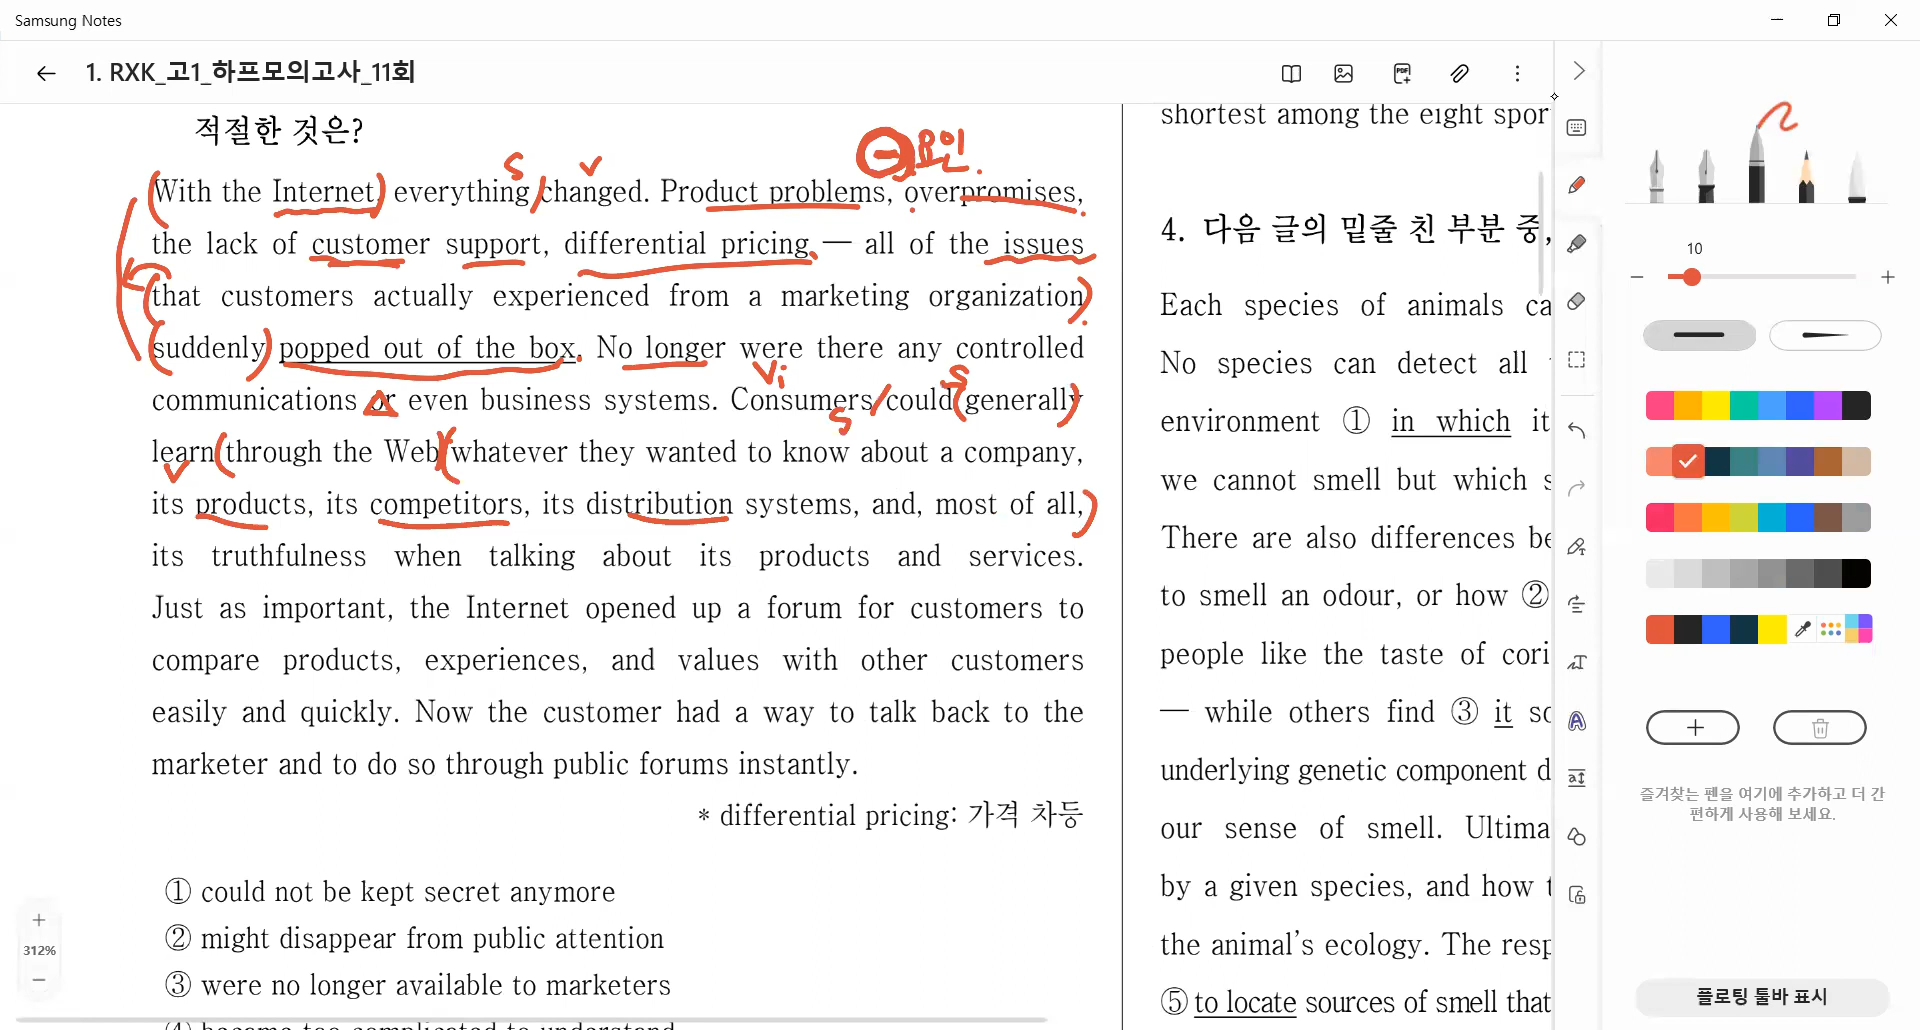 Samsung Notes
1. RXK_고1_하프모의고사_11회
적절한 것은?
요인
S V
With the Internet, everything changed. Product problems, overpromises,
the lack of customer support, differential pricing — all of the issues
that customers actually experienced from a marketing organization
suddenly popped out of the box. No longer were there any controlled
communications or even business systems. Consumers could generally
learn through the Web whatever they wanted to know about a company,
its products, its competitors, its distribution systems, and, most of all,
its truthfulness when talking about its products and services.
Just as important, the Internet opened up a forum for customers to
compare products, experiences, and values with other customers
easily and quickly. Now the customer had a way to talk back to the
marketer and to do so through public forums instantly.
* differential pricing: 가격 차등
① could not be kept secret anymore
② might disappear from public attention
③ were no longer available to marketers
④ become too complicated to understand
shortest among the eight spor
4. 다음 글의 밑줄 친 부분 중,
Each species of animals ca
No species can detect all
environment ① in which it
we cannot smell but which s
There are also differences be
to smell an odour, or how ②
people like the taste of cori
— while others find ③ it so
underlying genetic component d
our sense of smell. Ultima
by a given species, and how t
the animal's ecology. The resp
⑤ to locate sources of smell that
312%
10
즐겨찾는 펜을 여기에 추가하고 더 간
편하게 사용해 보세요.
플로팅 툴바 표시